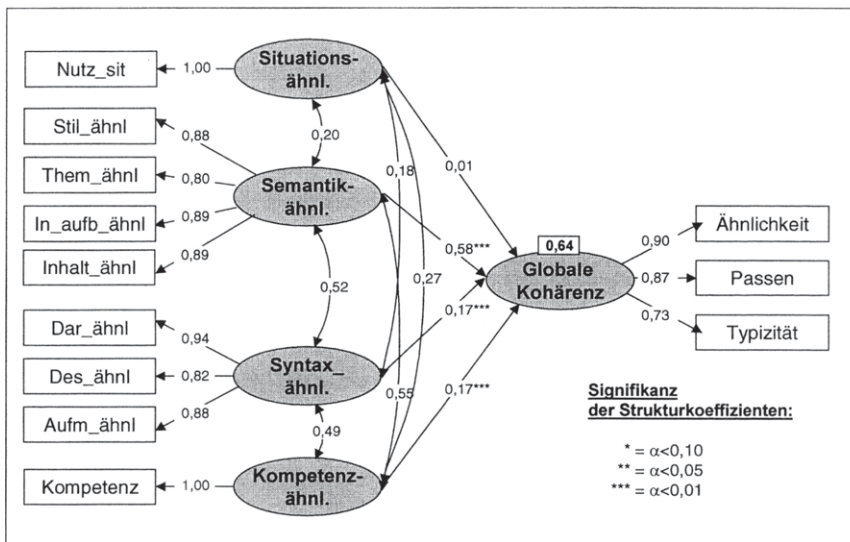 Nutz_sit
1,00
Situations-
ähnl.
Stil_ähnl
0,88
0,20
0,18
0,01
Them_ähnl
0,80
Semantik-
ähnl.
In_aufb_ähnl
0,89
Inhalt_ähnl
0,89
0,58***
0,64
Globale
Kohärenz
0,90
Ähnlichkeit
0,87
Passen
0,73
Typizität
0,52
0,27
0,17***
Dar_ähnl
0,94
Syntax_
ähnl.
Des_ähnl
0,82
Aufm_ähnl
0,88
0,55
0,17***
0,49
Kompetenz
1,00
Kompetenz-
ähnl.
Signifikanz
der Strukturkoeffizienten:
* = α<0,10
** = α<0,05
*** = α<0,01